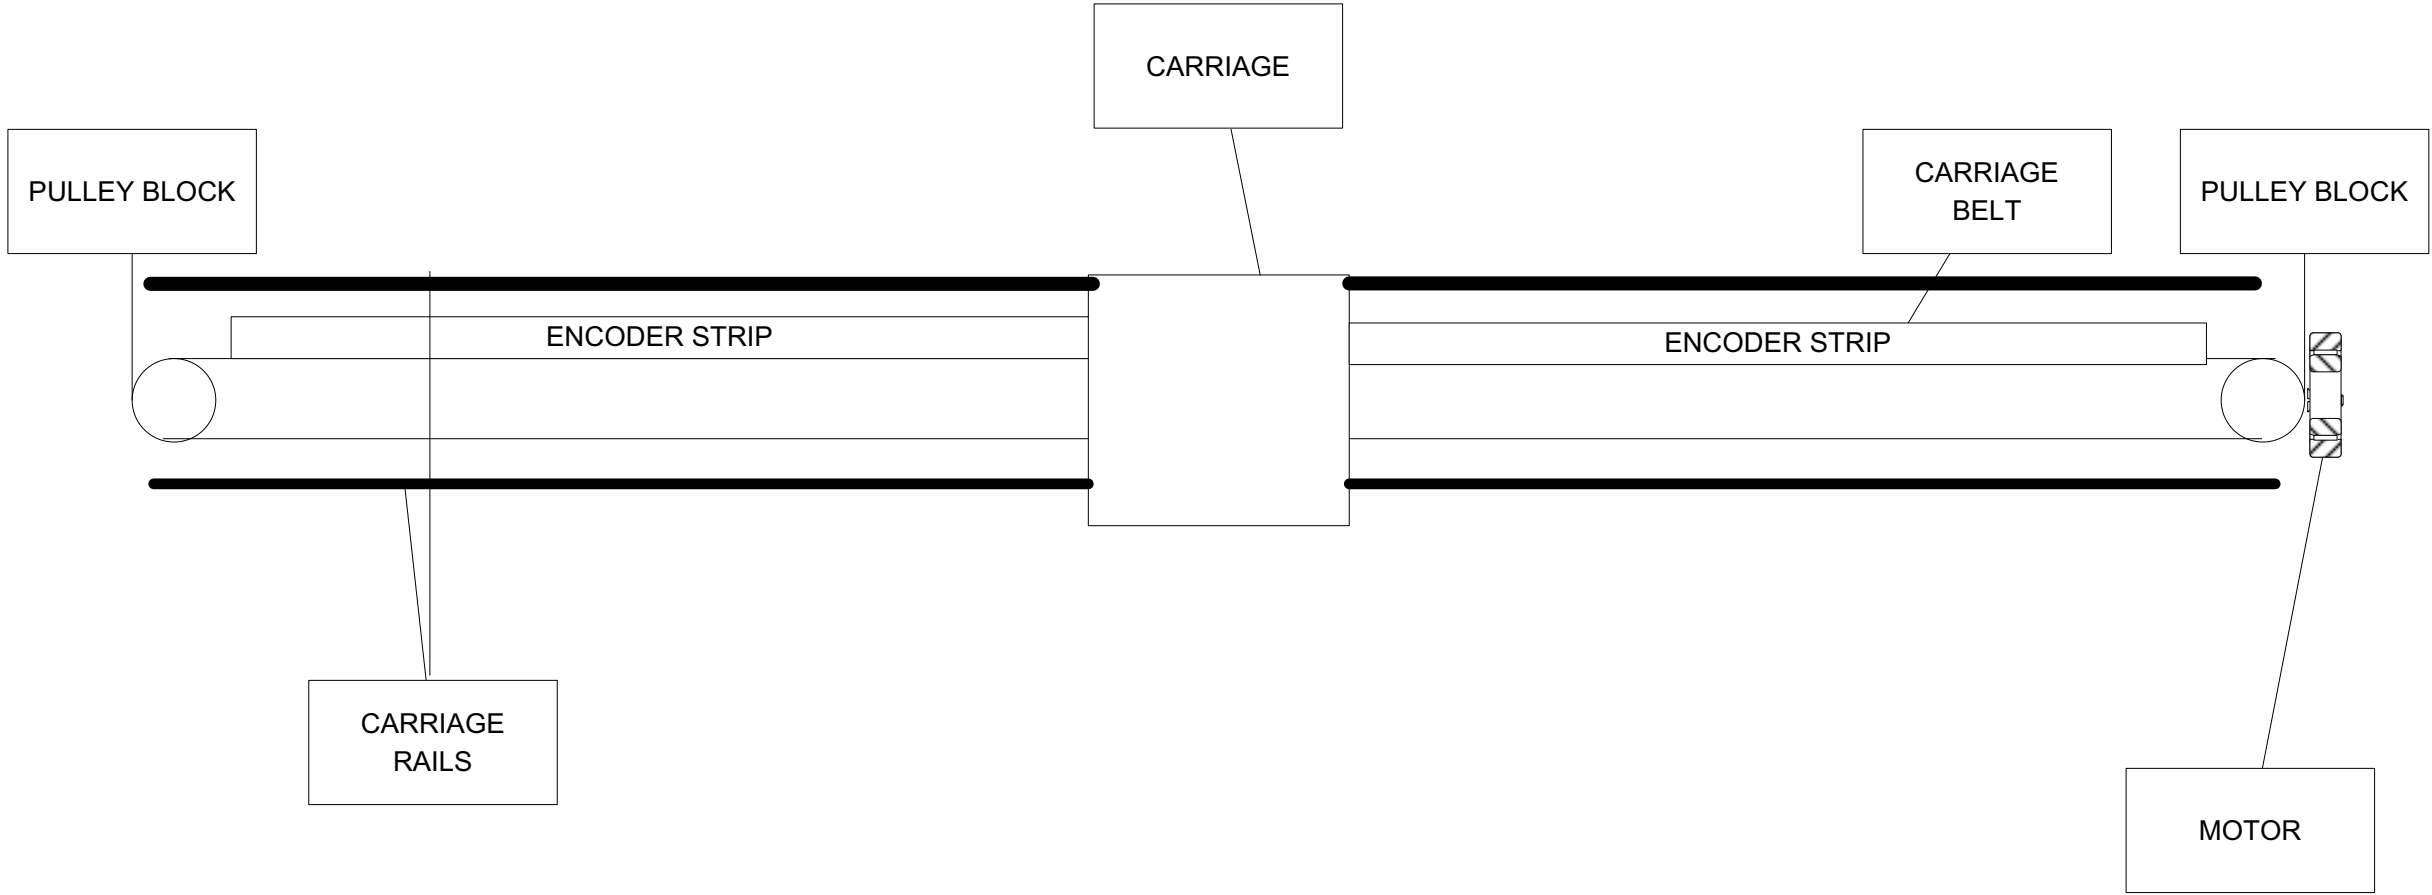 CARRIAGE
PULLEY BLOCK
CARRIAGE
BELT
PULLEY BLOCK
ENCODER STRIP
ENCODER STRIP
CARRIAGE
RAILS
MOTOR